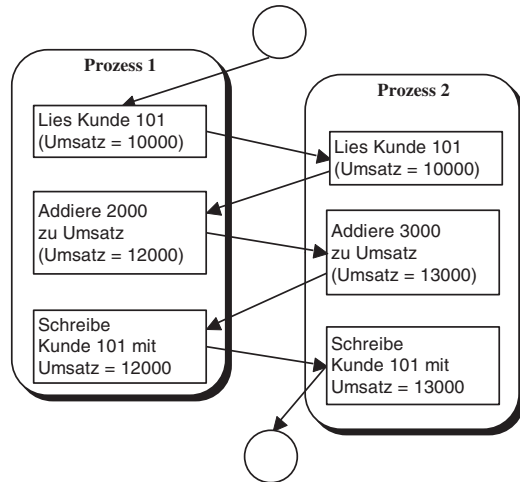 Prozess 1
Lies Kunde 101
(Umsatz = 10000)
Addiere 2000
zu Umsatz
(Umsatz = 12000)
Schreibe
Kunde 101 mit
Umsatz = 12000
Prozess 2
Lies Kunde 101
(Umsatz = 10000)
Addiere 3000
zu Umsatz
(Umsatz = 13000)
Schreibe
Kunde 101 mit
Umsatz = 13000